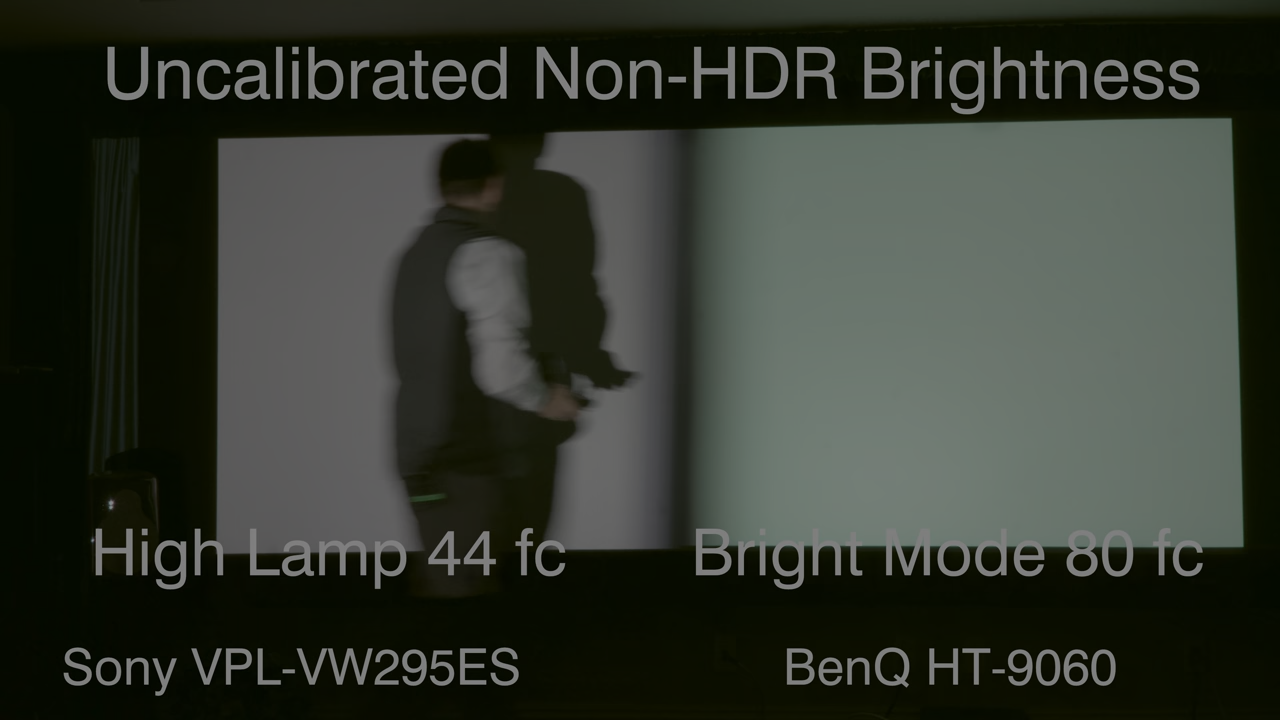 Uncalibrated Non-HDR Brightness
High Lamp 44 fc
Bright Mode 80 fc
Sony VPL-VW295ES
BenQ HT-9060